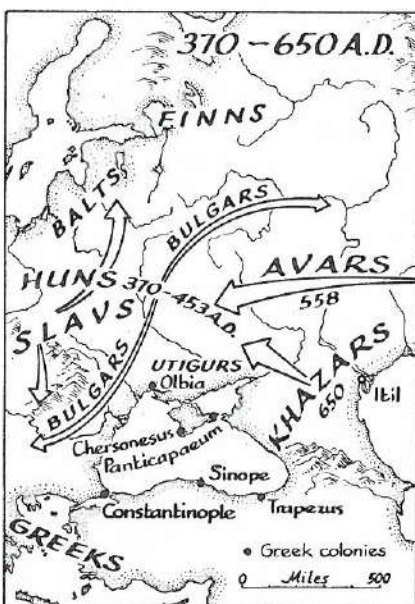 370–650 A.D.
FINNS
BALTS
BULGARS
HUNS 370–453 A.D.
AVARS
558
SLAVS
BULGARS
UTIGURS
Olbia
KHAZARS
650
Itil
Chersonesus
Panticapaeum
Sinope
Constantinople
Trapezus
GREEKS
• Greek colonies
0 Miles 500